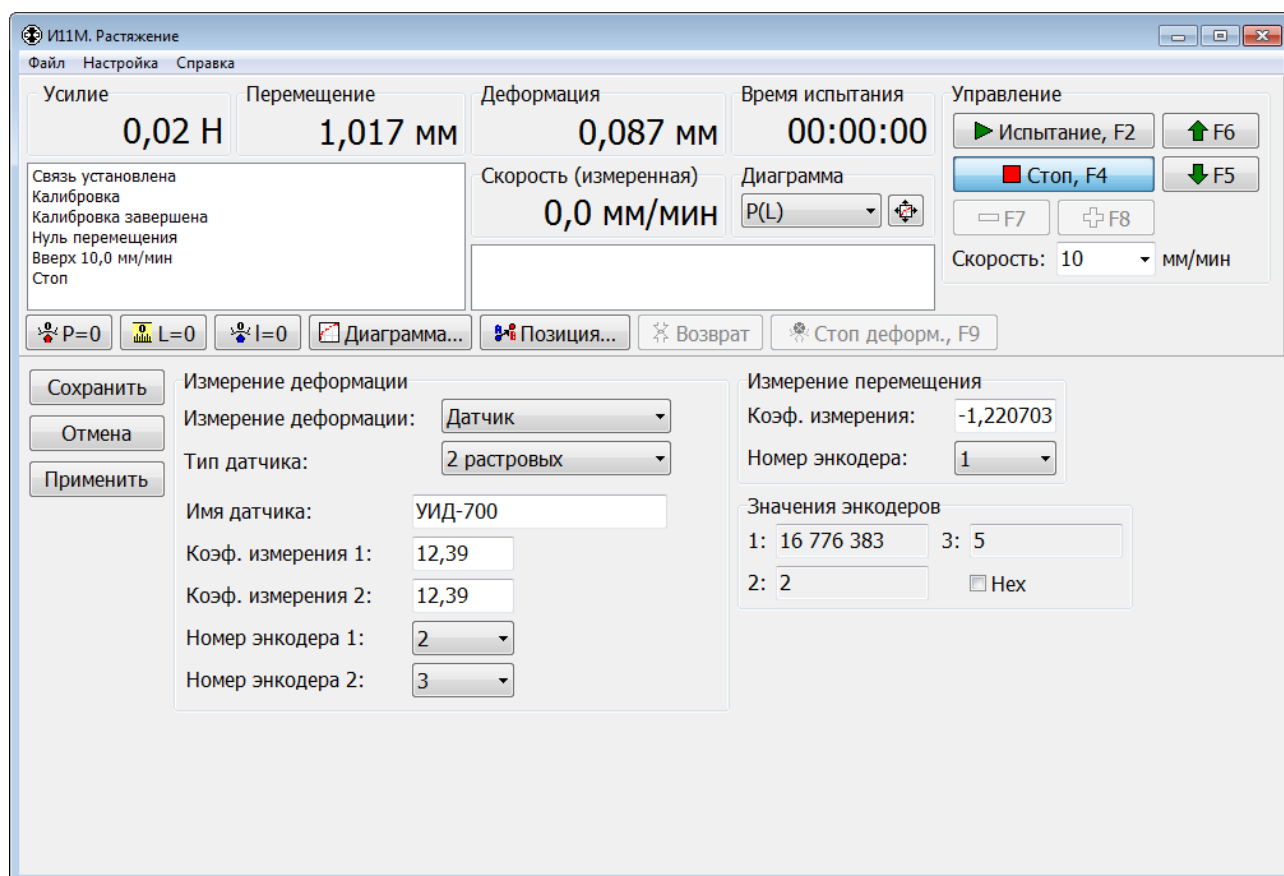 И11М. Растяжение
Файл Настройка Справка
Усилие Перемещение Деформация Время испытания Управление
0,02 Н 1,017 мм 0,087 мм 00:00:00 Испытание, F2 F6
Связь установлена
Калибровка
Калибровка завершена
Нуль перемещения
Вверх 10,0 мм/мин
Стоп
Скорость (измеренная) Диаграмма Стоп, F4 F5
0,0 мм/мин P(L) F7 F8
Скорость: 10 мм/мин
P=0 L=0 l=0 Диаграмма... Позиция... Возврат Стоп деформ., F9
Сохранить
Отмена
Применить
Измерение деформации
Измерение деформации: Датчик
Тип датчика: 2 растровых
Имя датчика: УИД-700
Коэф. измерения 1: 12,39
Коэф. измерения 2: 12,39
Номер энкодера 1: 2
Номер энкодера 2: 3
Измерение перемещения
Коэф. измерения: -1,220703
Номер энкодера: 1
Значения энкодеров
1: 16 776 383 3: 5
2: 2 Hex